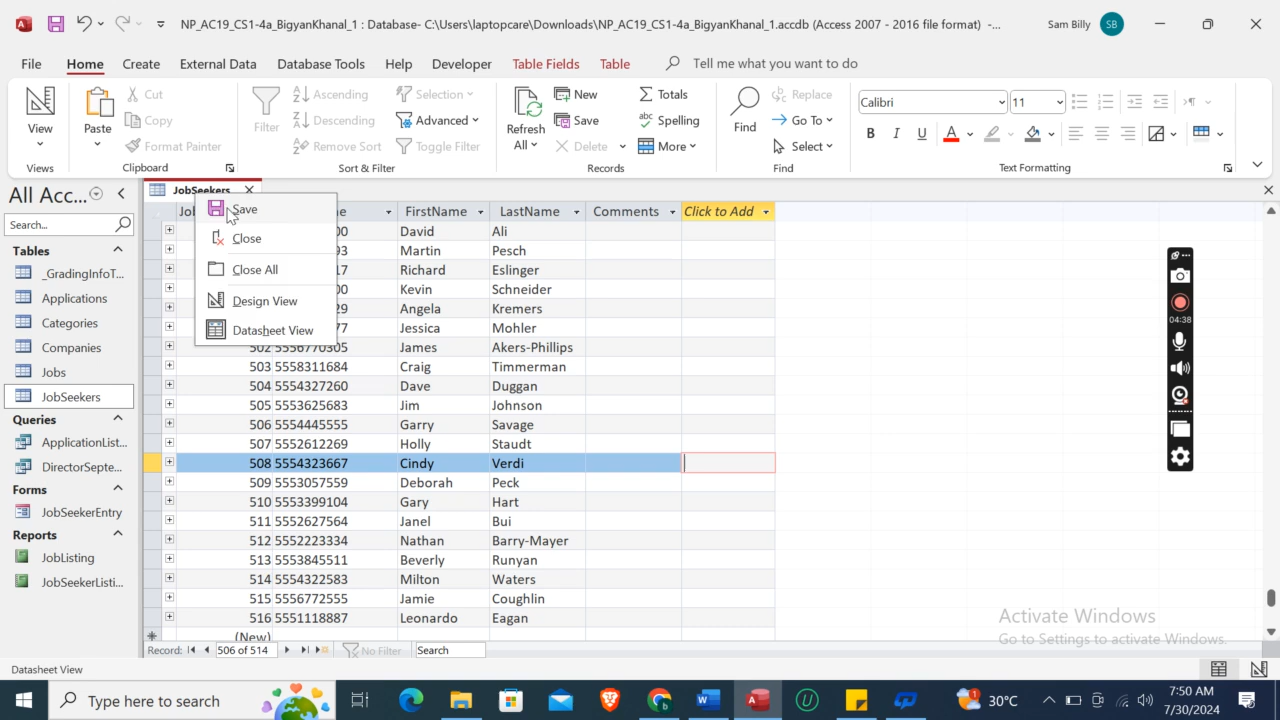 NP_AC19_CS1-4a_BigyanKhanal_1 : Database- C:\Users\laptopcare\Downloads\NP_AC19_CS1-4a_BigyanKhanal_1.accdb (Access 2007 - 2016 file format) -...
Sam Billy SB
File Home Create External Data Database Tools Help Developer Table Fields Table Tell me what you want to do
View
Views
Paste
Cut
Copy
Format Painter
Clipboard
Filter
Ascending
Descending
Remove Sort
Selection
Advanced
Toggle Filter
Sort & Filter
Refresh All
New
Save
Delete
Totals
Spelling
More
Records
Find
Replace
Go To
Select
Find
Calibri 11
B I U A
Text Formatting
All Acc...
Search...
Tables
_GradingInfoT...
Applications
Categories
Companies
Jobs
JobSeekers
Queries
ApplicationList...
DirectorSepte...
Forms
JobSeekerEntry
Reports
JobListing
JobSeekerListi...
JobSeekers
Save
Close
Close All
Design View
Datasheet View
FirstName LastName Comments Click to Add
00 David Ali
93 Martin Pesch
17 Richard Eslinger
00 Kevin Schneider
29 Angela Kremers
77 Jessica Mohler
502 5556770305 James Akers-Phillips
503 5558311684 Craig Timmerman
504 5554327260 Dave Duggan
505 5553625683 Jim Johnson
506 5554445555 Garry Savage
507 5552612269 Holly Staudt
508 5554323667 Cindy Verdi
509 5553057559 Deborah Peck
510 5553399104 Gary Hart
511 5552627564 Janel Bui
512 5552223334 Nathan Barry-Mayer
513 5553845511 Beverly Runyan
514 5554322583 Milton Waters
515 5556772555 Jamie Coughlin
516 5551118887 Leonardo Eagan
(New)
Record: 506 of 514 No Filter Search
04:38
Activate Windows
Go to Settings to activate Windows.
Datasheet View
Type here to search
30°C
7:50 AM
7/30/2024